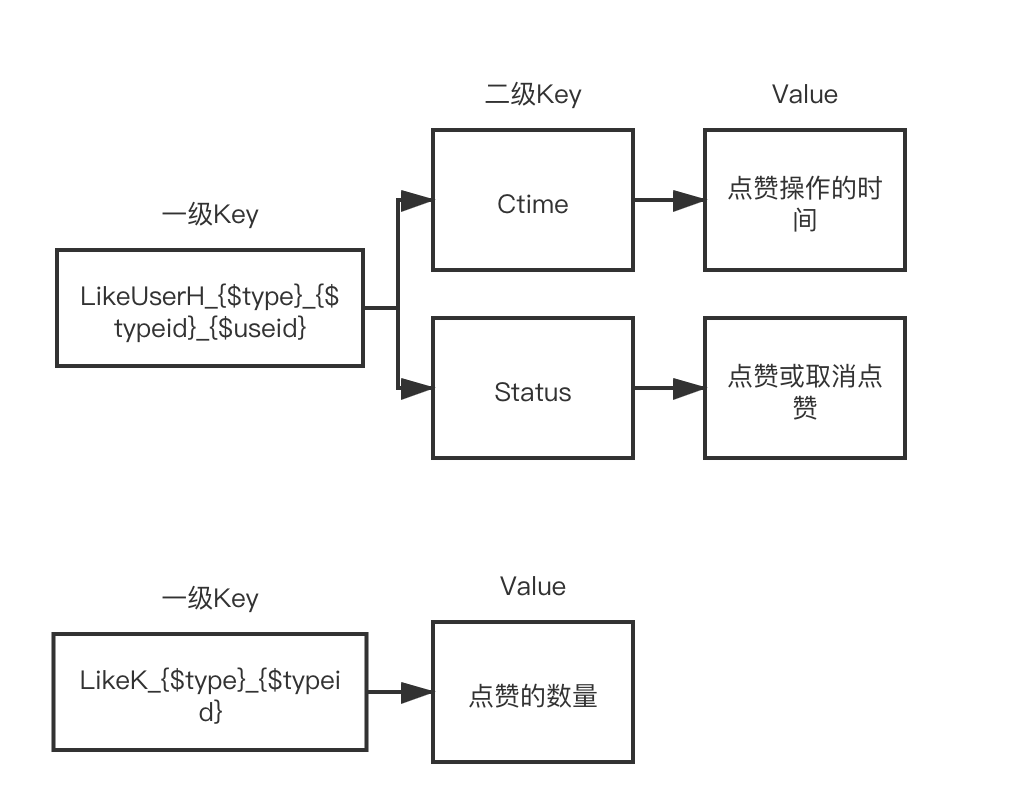 二级Key
Value
一级Key
Ctime
点赞操作的时
间
LikeUserH_{$type}_{$
typeid}_{$useid}
Status
点赞或取消点
赞
一级Key
Value
LikeK_{$type}_{$typei
d}
点赞的数量